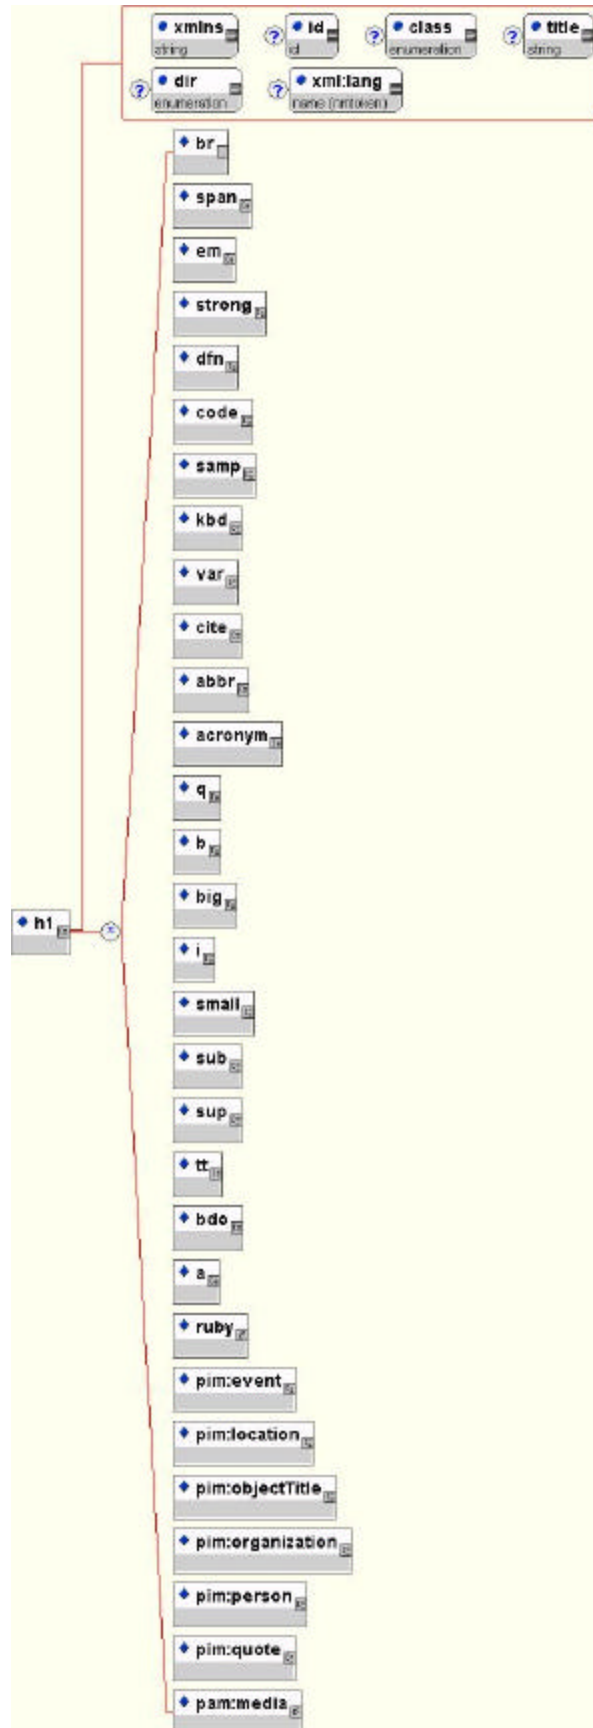 xmlns ? id ? class ? title
string id enumeration string
? dir ? xml:lang
enumeration name (nmtoken)
br
span
em
strong
dfn
code
samp
kbd
var
cite
abbr
acronym
q
b
big
h1
i
small
sub
sup
tt
bdo
a
ruby
pim:event
pim:location
pim:objectTitle
pim:organization
pim:person
pim:quote
pam:media